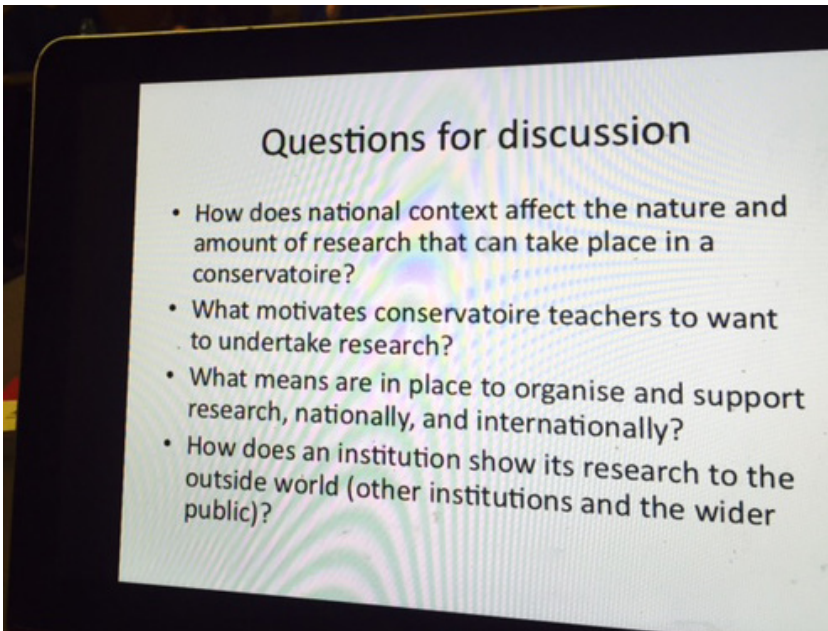 Questions for discussion
• How does national context affect the nature and
amount of research that can take place in a
conservatoire?
• What motivates conservatoire teachers to want
to undertake research?
• What means are in place to organise and support
research, nationally, and internationally?
• How does an institution show its research to the
outside world (other institutions and the wider
public)?